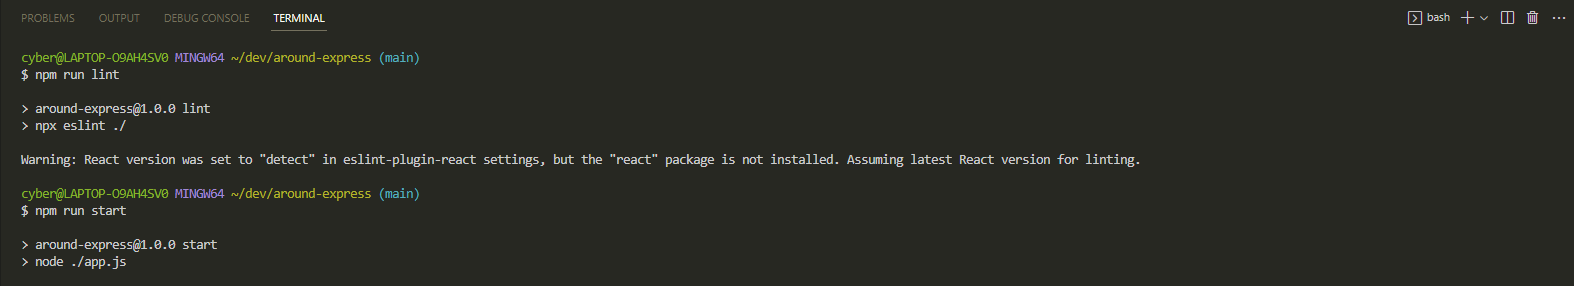 PROBLEMS OUTPUT DEBUG CONSOLE TERMINAL bash
cyber@LAPTOP-O9AH4SV0 MINGW64 ~/dev/around-express (main)
$ npm run lint
> around-express@1.0.0 lint
> npx eslint ./
Warning: React version was set to "detect" in eslint-plugin-react settings, but the "react" package is not installed. Assuming latest React version for linting.
cyber@LAPTOP-O9AH4SV0 MINGW64 ~/dev/around-express (main)
$ npm run start
> around-express@1.0.0 start
> node ./app.js